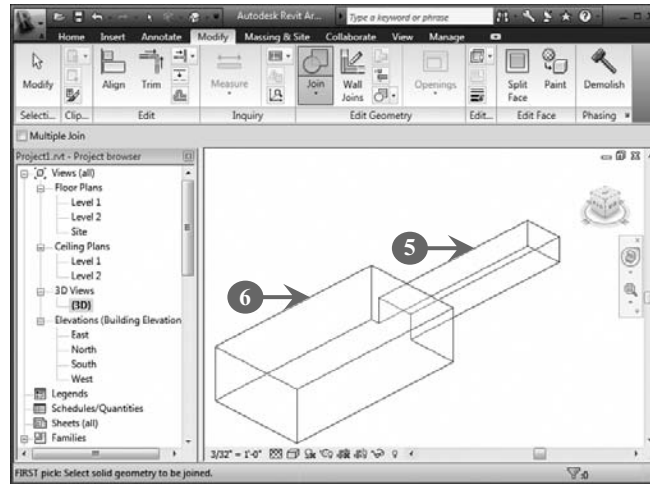 Autodesk Revit Ar...
Type a keyword or phrase
Home Insert Annotate Modify Massing & Site Collaborate View Manage
Modify Align Trim Measure Join Wall Joins Openings Split Face Paint Demolish
Selecti... Clip... Edit Inquiry Edit Geometry Edit... Edit Face Phasing
Multiple Join
Project1.rvt - Project browser
Views (all)
Floor Plans
Level 1
Level 2
Site
Ceiling Plans
Level 1
Level 2
3D Views
{3D}
Elevations (Building Elevation
East
North
South
West
Legends
Schedules/Quantities
Sheets (all)
Families
5
6
3/32" = 1'-0"
FIRST pick: Select solid geometry to be joined.
:0